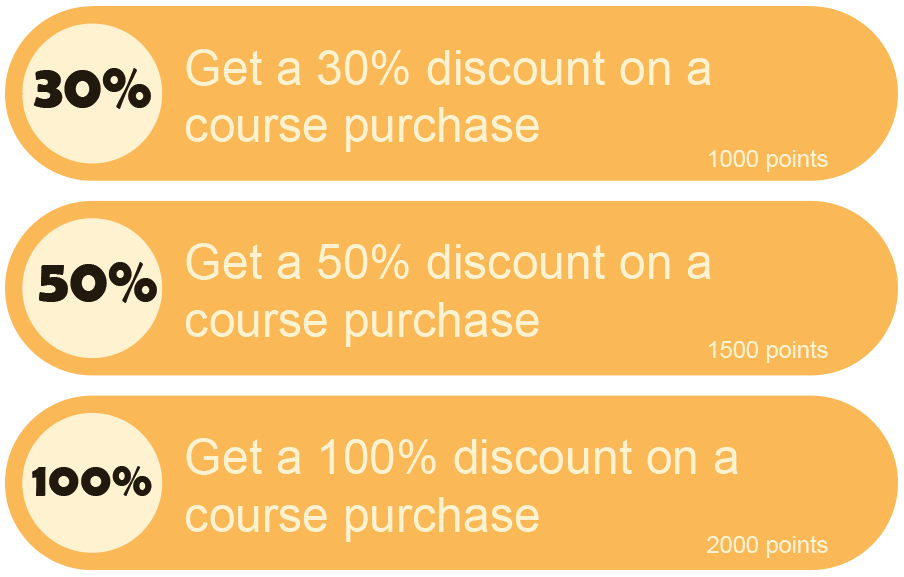 30%
Get a 30% discount on a
course purchase
1000 points
50%
Get a 50% discount on a
course purchase
1500 points
100%
Get a 100% discount on a
course purchase
2000 points